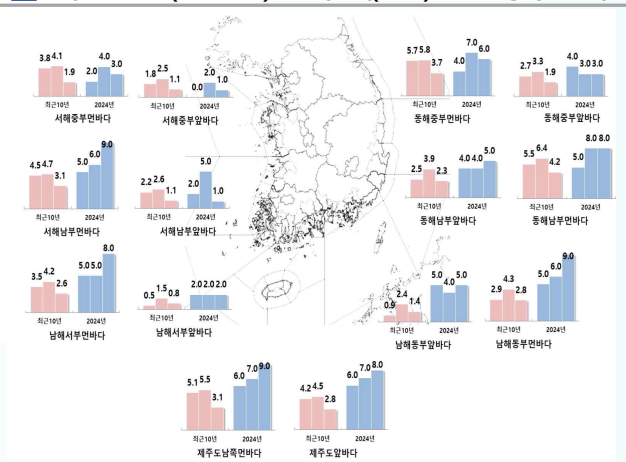 3.8 4.1 1.9 2.0 4.0 3.0
최근10년 2024년
서해중부먼바다
1.8 2.5 1.1 0.0 2.0 1.0
최근10년 2024년
서해중부앞바다
5.7 5.8 3.7 4.0 7.0 6.0
최근10년 2024년
동해중부먼바다
2.7 3.3 1.9 4.0 3.0 3.0
최근10년 2024년
동해중부앞바다
4.5 4.7 3.1 5.0 6.0 9.0
최근10년 2024년
서해남부먼바다
2.2 2.6 1.1 2.0 5.0 1.0
최근10년 2024년
서해남부앞바다
2.5 3.9 2.3 4.0 4.0 5.0
최근10년 2024년
동해남부앞바다
5.5 6.4 4.2 5.0 8.0 8.0
최근10년 2024년
동해남부먼바다
3.5 4.2 2.6 5.0 5.0 8.0
최근10년 2024년
남해서부먼바다
0.5 1.5 0.8 2.0 2.0 2.0
최근10년 2024년
남해서부앞바다
0.9 2.4 1.4 5.0 4.0 5.0
최근10년 2024년
남해동부앞바다
2.9 4.3 2.8 5.0 6.0 9.0
최근10년 2024년
남해동부먼바다
5.1 5.5 3.1 6.0 7.0 9.0
최근10년 2024년
제주도남쪽먼바다
4.2 4.5 2.8 6.0 7.0 8.0
최근10년 2024년
제주도앞바다